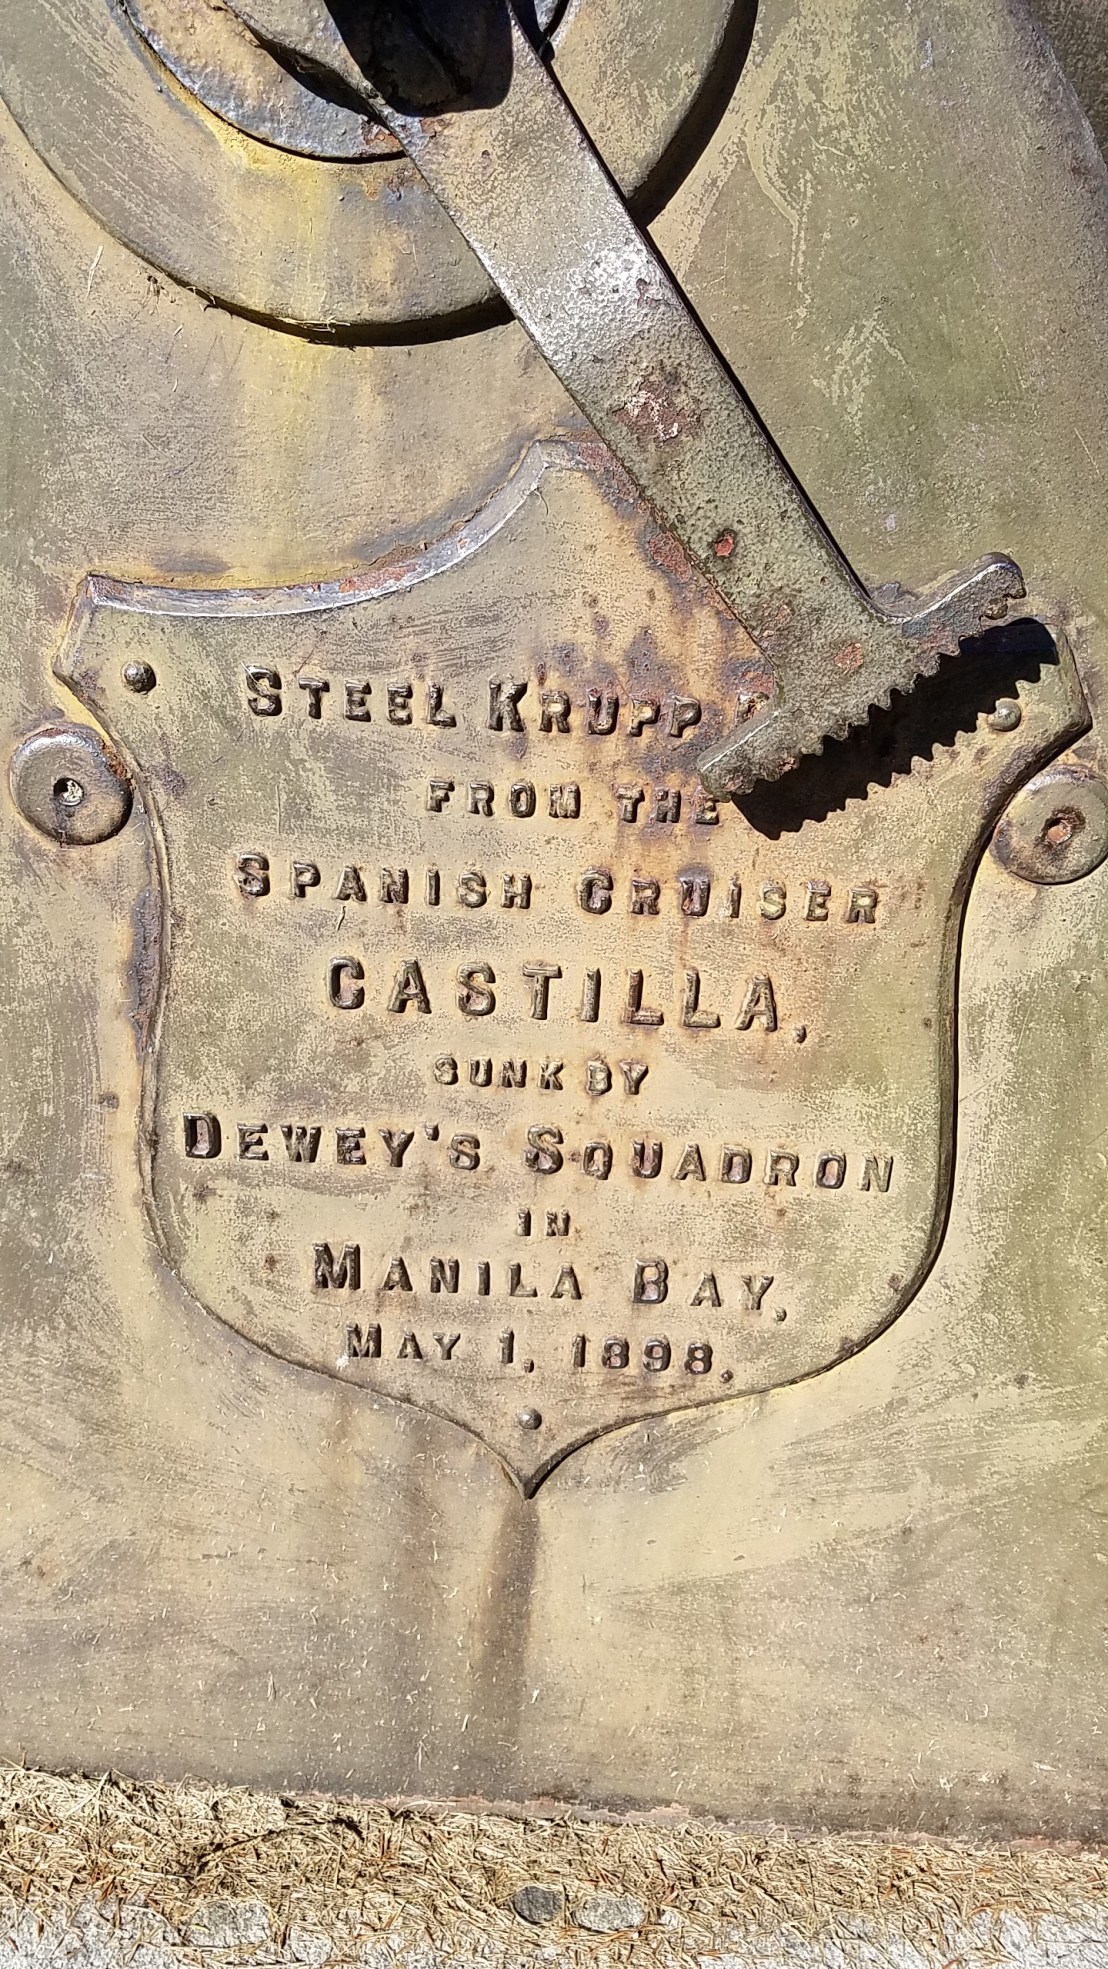 STEEL KRUPP
FROM THE
SPANISH CRUISER
CASTILLA,
SUNK BY
DEWEY'S SQUADRON
IN
MANILA BAY,
MAY 1, 1898.